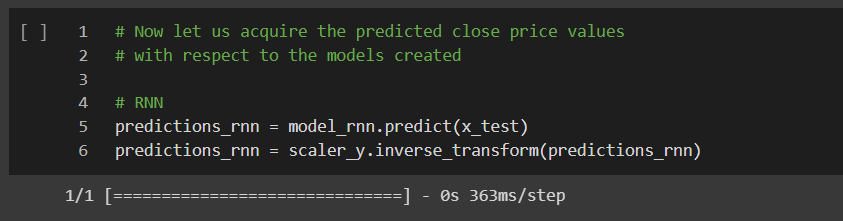 [ ] 1 # Now let us acquire the predicted close price values
2 # with respect to the models created
3
4 # RNN
5 predictions_rnn = model_rnn.predict(x_test)
6 predictions_rnn = scaler_y.inverse_transform(predictions_rnn)
1/1 [==============================] - 0s 363ms/step